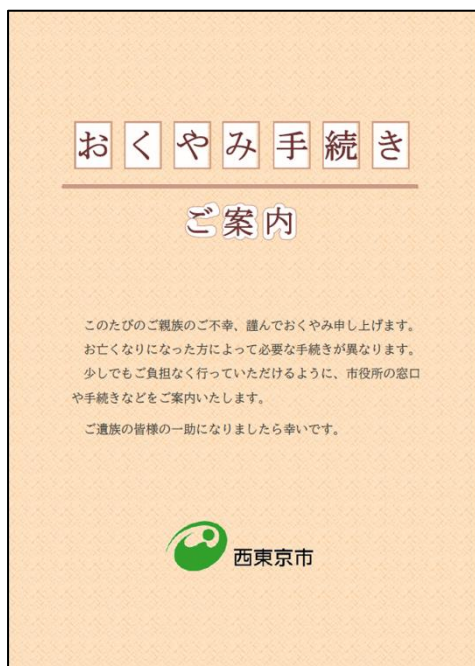 おくやみ手続き
ご案内
このたびのご親族のご不幸、謹んでおくやみ申し上げます。
お亡くなりになった方によって必要な手続きが異なります。
少しでもご負担なく行っていただけるように、市役所の窓口
や手続きなどをご案内いたします。
ご遺族の皆様の一助になりましたら幸いです。
西東京市